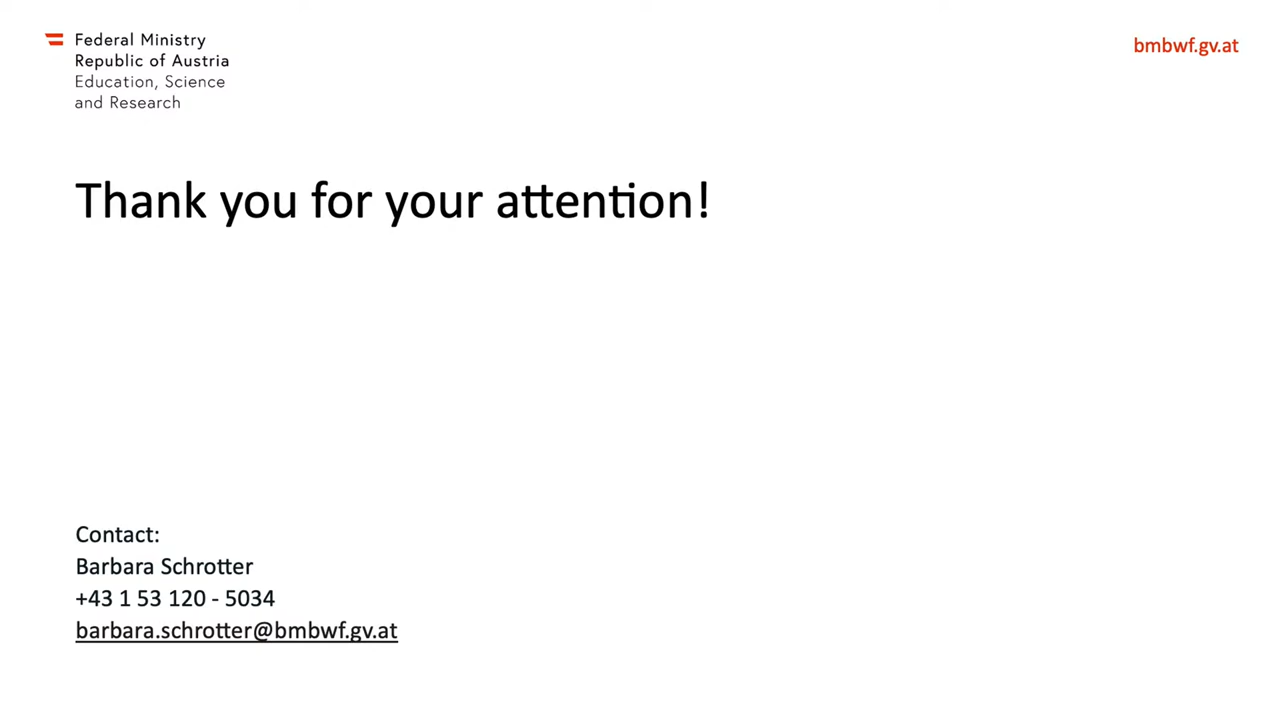 Federal Ministry
Republic of Austria
Education, Science
and Research
bmbwf.gv.at
Thank you for your attention!
Contact:
Barbara Schrotter
+43 1 53 120 - 5034
barbara.schrotter@bmbwf.gv.at